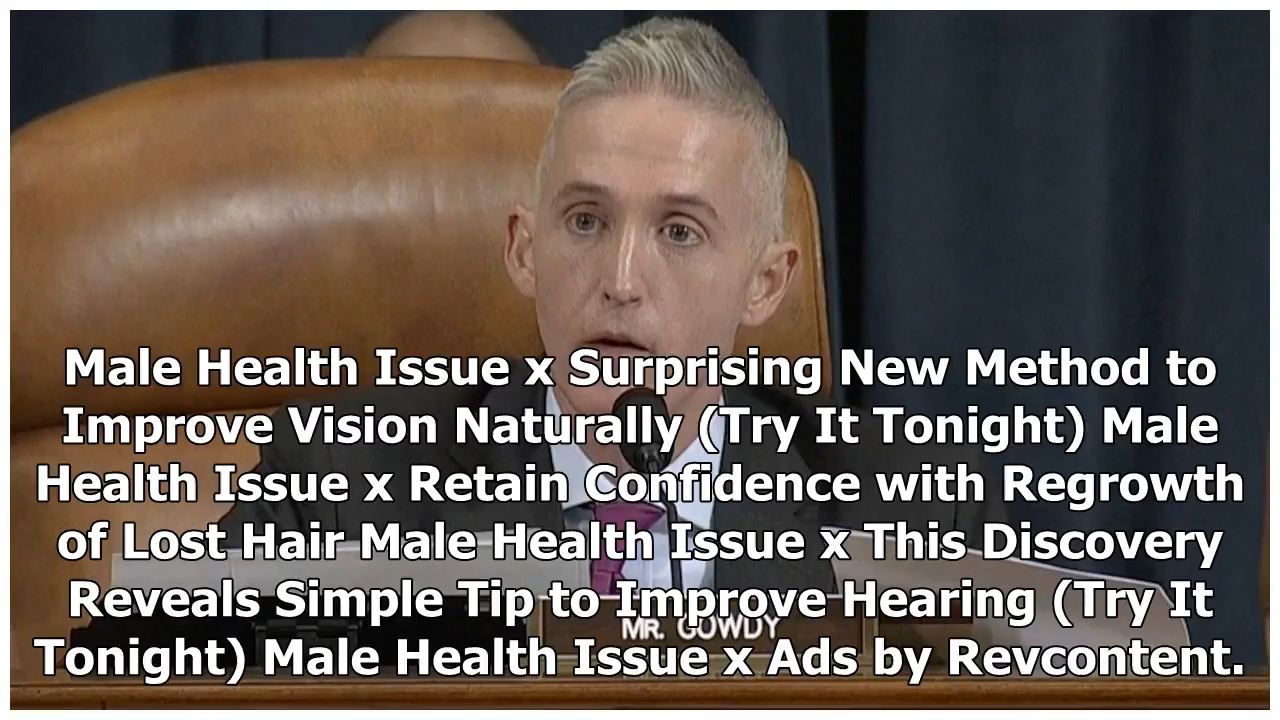 Male Health Issue x Surprising New Method to
Improve Vision Naturally (Try It Tonight) Male
Health Issue x Retain Confidence with Regrowth
of Lost Hair Male Health Issue x This Discovery
Reveals Simple Tip to Improve Hearing (Try It
MR. GOWDY
Tonight) Male Health Issue x Ads by Revcontent.